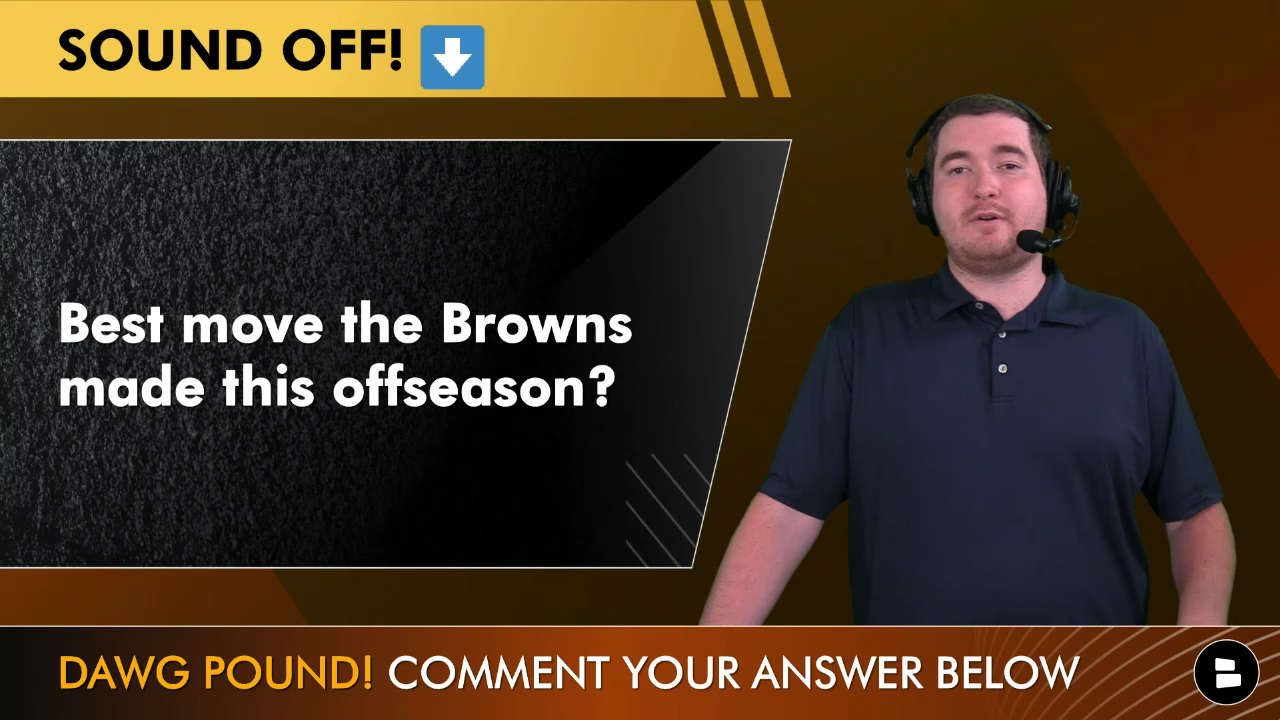 SOUND OFF!
Best move the Browns
made this offseason?
DAWG POUND! COMMENT YOUR ANSWER BELOW